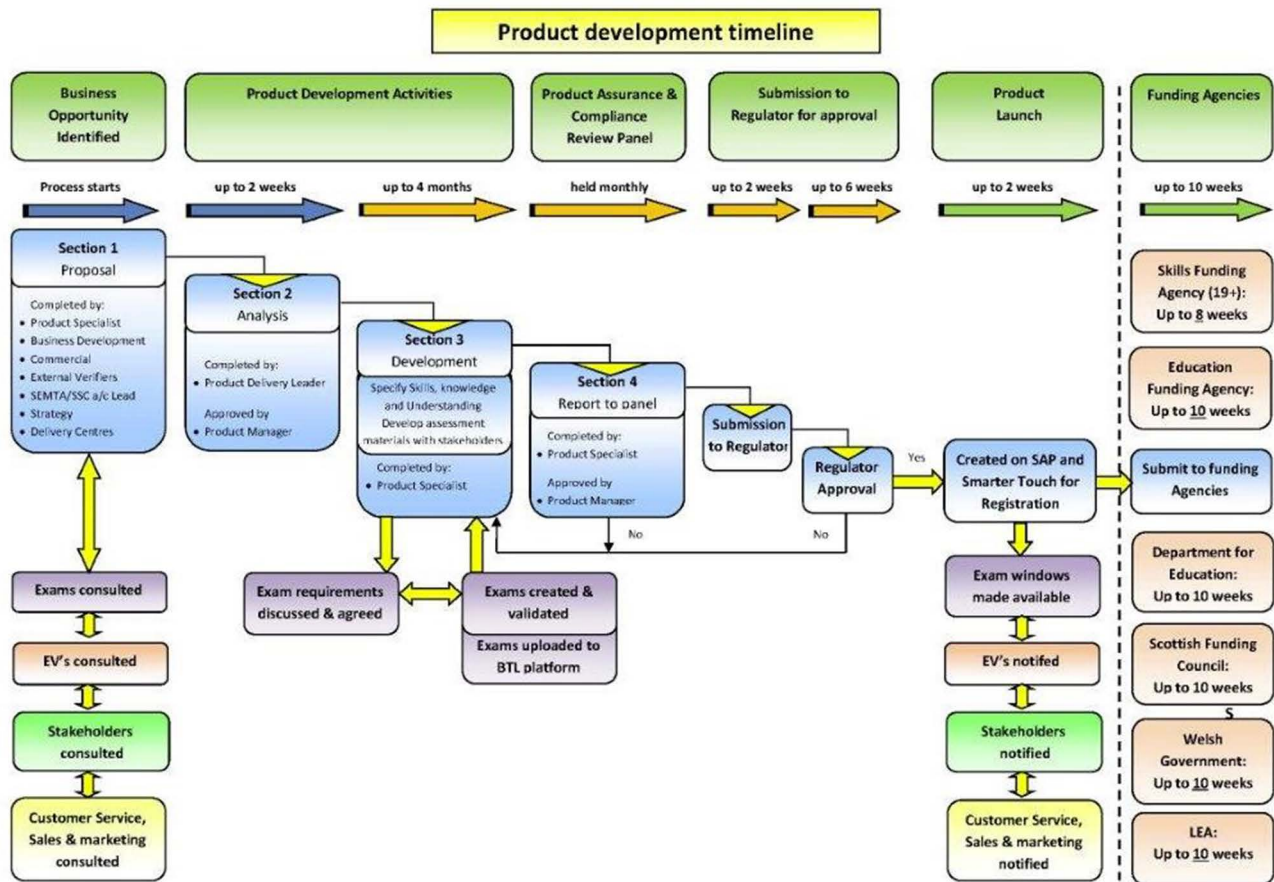 Product development timeline
Business
Opportunity
Identified
Product Development Activities
Product Assurance &
Compliance
Review Panel
Submission to
Regulator for approval
Product
Launch
Funding Agencies
Process starts
up to 2 weeks
up to 4 months
held monthly
up to 2 weeks
up to 6 weeks
up to 2 weeks
up to 10 weeks
Section 1
Proposal
Completed by:
• Product Specialist
• Business Development
• Commercial
• External Verifiers
• SEMTA/SSC a/c Lead
• Strategy
• Delivery Centres
Section 2
Analysis
Completed by:
• Product Delivery Leader
Approved by
• Product Manager
Section 3
Development
Specify Skills, knowledge
and Understanding
Develop assessment
materials with stakeholders
Completed by:
• Product Specialist
Section 4
Report to panel
Completed by:
• Product Specialist
Approved by
• Product Manager
No
Submission
to Regulator
Regulator
Approval
Yes
No
Created on SAP and
Smarter Touch for
Registration
Exams consulted
EV's consulted
Stakeholders
consulted
Customer Service,
Sales & marketing
consulted
Exam requirements
discussed & agreed
Exams created &
validated
Exams uploaded to
BTL platform
Exam windows
made available
EV's notifed
Stakeholders
notified
Customer Service,
Sales & marketing
notified
Skills Funding
Agency (19+):
Up to 8 weeks
Education
Funding Agency:
Up to 10 weeks
Submit to funding
Agencies
Department for
Education:
Up to 10 weeks
Scottish Funding
Council:
Up to 10 weeks
S
Welsh
Government:
Up to 10 weeks
LEA:
Up to 10 weeks